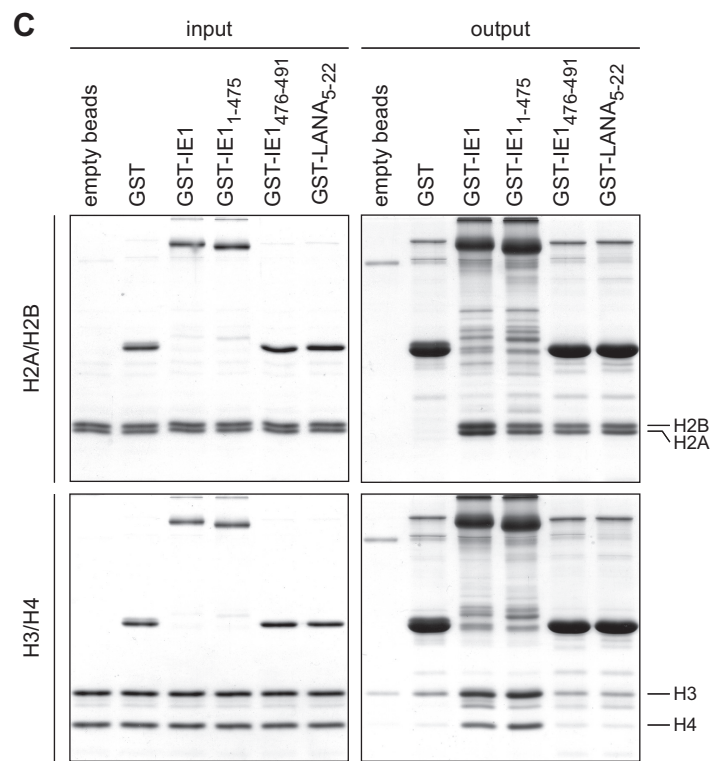 C
input
output
empty beads
GST
GST-IE1
GST-IE1₁₋₄₇₅
GST-IE1₄₇₆₋₄₉₁
GST-LANA₅₋₂₂
empty beads
GST
GST-IE1
GST-IE1₁₋₄₇₅
GST-IE1₄₇₆₋₄₉₁
GST-LANA₅₋₂₂
H2A/H2B
H2B
H2A
H3/H4
H3
H4